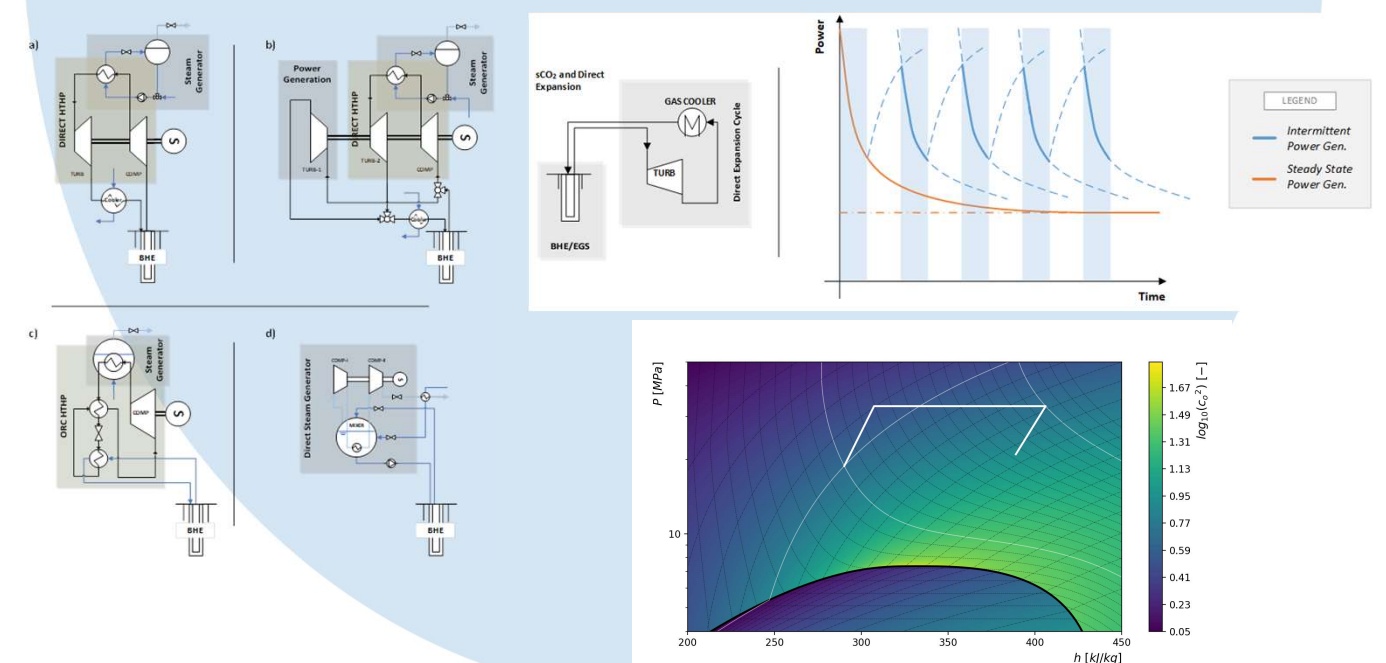 a)
DIRECT HTHP
Steam
Generator
TURB
COMP
S
Cooler
BHE
b)
Power
Generation
DIRECT HTHP
Steam
Generator
TURB-1
TURB-2
COMP
S
BHE
sCO₂ and Direct
Expansion
GAS COOLER
TURB
Direct Expansion Cycle
BHE/EGS
Power
Time
LEGEND
Intermittent
Power Gen.
Steady State
Power Gen.
c)
ORC HTHP
Steam
Generator
COMP
S
BHE
d)
Direct Steam Generator
COMP-I
COMP-II
S
MIXER
BHE
P [MPa]
10
200
250
300
350
400
450
h [kJ/kg]
1.67
1.49
1.31
1.13
0.95
0.77
0.59
0.41
0.23
0.05
log₁₀(cₒ²) [−]